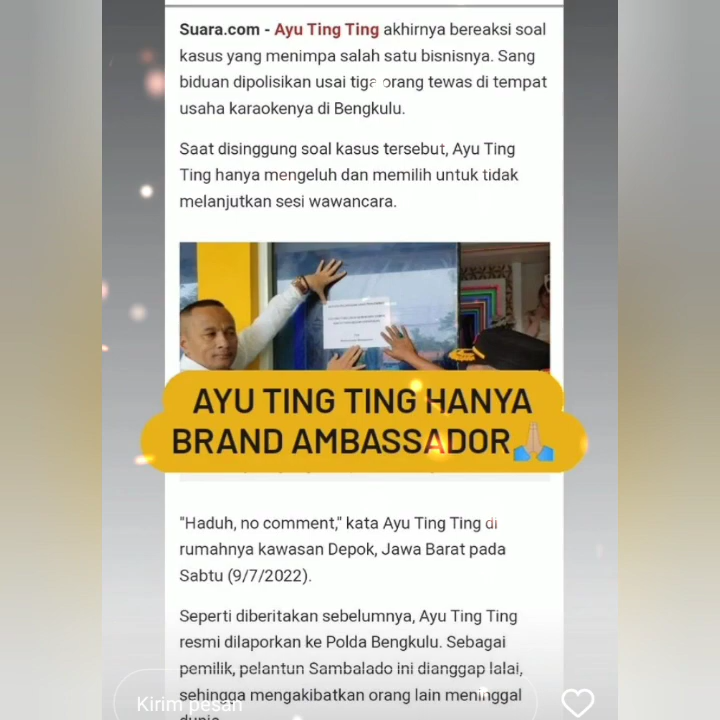 Suara.com - Ayu Ting Ting akhirnya bereaksi soal
kasus yang menimpa salah satu bisnisnya. Sang
biduan dipolisikan usai tiga orang tewas di tempat
usaha karaokenya di Bengkulu.
Saat disinggung soal kasus tersebut, Ayu Ting
Ting hanya mengeluh dan memilih untuk tidak
melanjutkan sesi wawancara.
AYU TING TING HANYA
BRAND AMBASSADOR🙏🏼
"Haduh, no comment," kata Ayu Ting Ting di
rumahnya kawasan Depok, Jawa Barat pada
Sabtu (9/7/2022).
Seperti diberitakan sebelumnya, Ayu Ting Ting
resmi dilaporkan ke Polda Bengkulu. Sebagai
pemilik, pelantun Sambalado ini dianggap lalai,
sehingga mengakibatkan orang lain meninggal
Kirim pesan
dunia